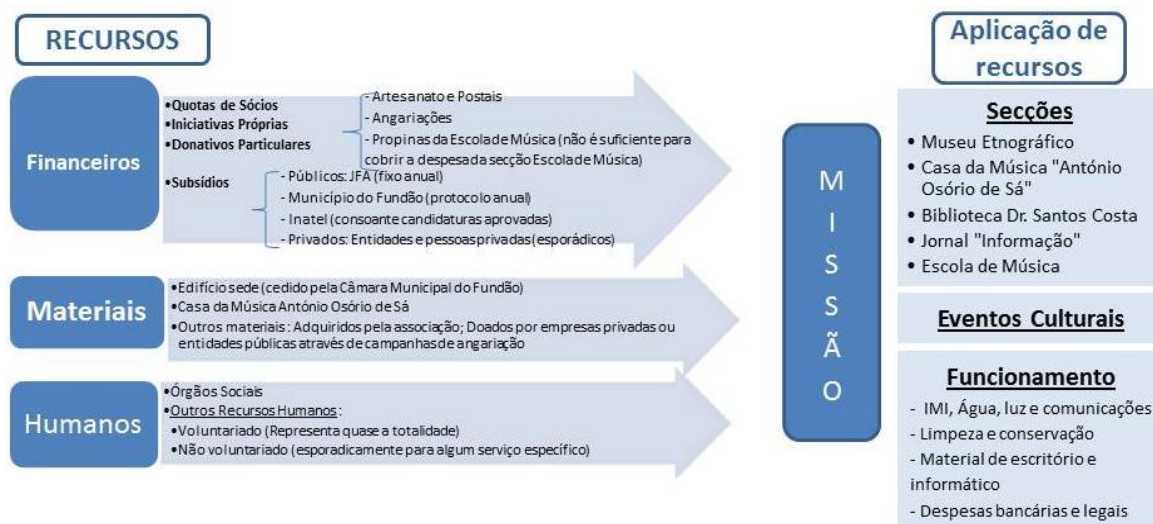 RECURSOS
Financeiros
•Quotas de Sócios
•Iniciativas Próprias
•Donativos Particulares
- Artesanato e Postais
- Angariações
- Propinas da Escola de Música (não é suficiente para
cobrir a despesa da secção Escola de Música)
•Subsídios
- Públicos: JFA (fixo anual)
- Município do Fundão (protocolo anual)
- Inatel (consoante candidaturas aprovadas)
- Privados: Entidades e pessoas privadas (esporádicos)
Materiais
•Edifício sede (cedido pela Câmara Municipal do Fundão)
•Casa da Música António Osório de Sá
•Outros materiais : Adquiridos pela associação; Doados por empresas privadas ou
entidades públicas através de campanhas de angariação
Humanos
•Órgãos Sociais
•Outros Recursos Humanos :
•Voluntariado (Representa quase a totalidade)
•Não voluntariado (esporadicamente para algum serviço específico)
M
I
S
S
Ã
O
Aplicação de
recursos
Secções
• Museu Etnográfico
• Casa da Música "António
Osório de Sá"
• Biblioteca Dr. Santos Costa
• Jornal "Informação"
• Escola de Música
Eventos Culturais
Funcionamento
- IMI, Água, luz e comunicações
- Limpeza e conservação
- Material de escritório e
informático
- Despesas bancárias e legais